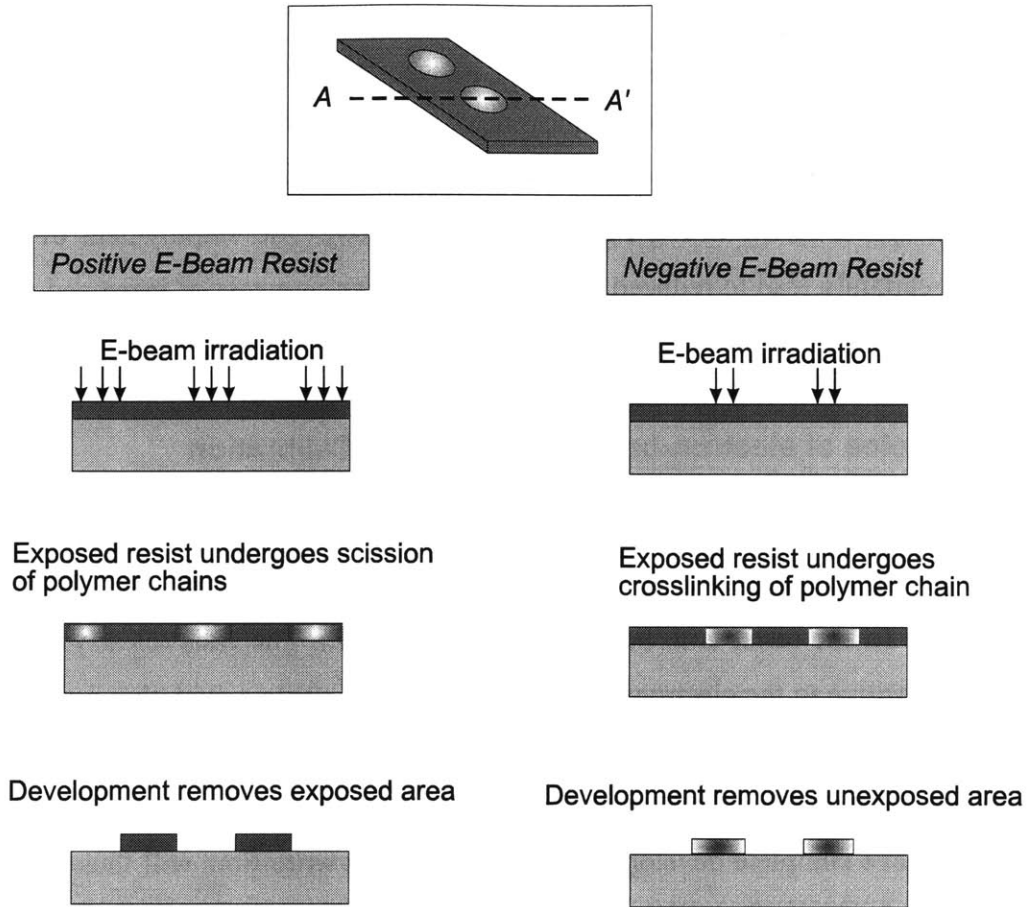 A
A'
Positive E-Beam Resist
Negative E-Beam Resist
E-beam irradiation
E-beam irradiation
Exposed resist undergoes scission
of polymer chains
Exposed resist undergoes
crosslinking of polymer chain
Development removes exposed area
Development removes unexposed area